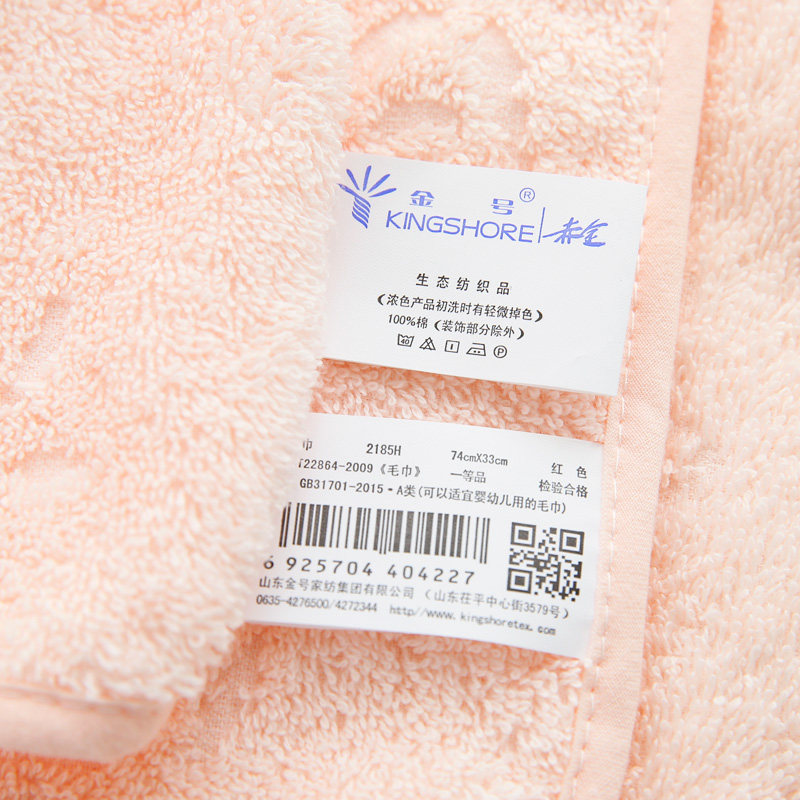 金号®
KINGSHORE
生态纺织品
(浓色产品初洗时有轻微掉色)
100%棉(装饰部分除外)
40
P
巾 2185H 74cmX33cm 红色
T22864-2009《毛巾》 一等品 检验合格
GB31701-2015·A类(可以适宜婴幼儿用的毛巾)
6 925704 404227
山东金号家纺集团有限公司 (山东茌平中心街3579号)
0635-4276500/4272344 http//www.kingshoretex.com